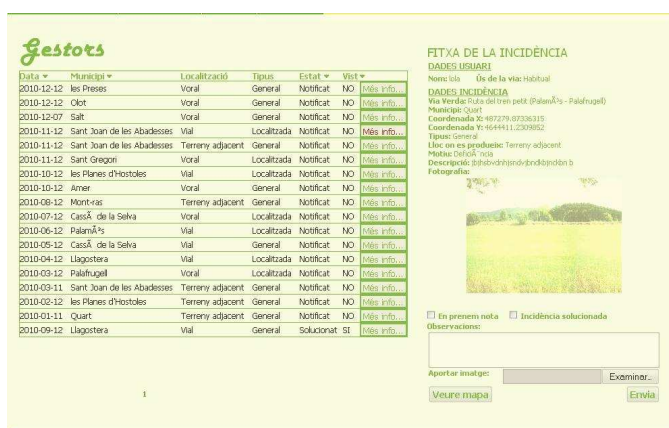 Gestors
Data Municipi Localització Tipus Estat Vist
2010-12-12 les Preses Voral General Notificat NO Més info...
2010-12-12 Olot Voral General Notificat NO Més info...
2010-12-07 Salt Voral General Notificat NO Més info...
2010-11-12 Sant Joan de les Abadesses Vial Localitzada Notificat NO Més info...
2010-11-12 Sant Joan de les Abadesses Terreny adjacent General Notificat NO Més info...
2010-11-12 Sant Gregori Voral Localitzada Notificat NO Més info...
2010-10-12 les Planes d'Hostoles Vial Localitzada Notificat NO Més info...
2010-10-12 Amer Voral General Notificat NO Més info...
2010-08-12 Mont-ras Terreny adjacent General Notificat NO Més info...
2010-07-12 CassÃ de la Selva Voral Localitzada Notificat NO Més info...
2010-06-12 PalamÃ³s Vial Localitzada Notificat NO Més info...
2010-05-12 CassÃ de la Selva Vial General Notificat NO Més info...
2010-04-12 Llagostera Vial Localitzada Notificat NO Més info...
2010-03-12 Palafrugell Voral Localitzada Notificat NO Més info...
2010-03-11 Sant Joan de les Abadesses Terreny adjacent General Notificat NO Més info...
2010-02-12 les Planes d'Hostoles Terreny adjacent General Notificat NO Més info...
2010-01-11 Quart Terreny adjacent General Notificat NO Més info...
2010-09-12 Llagostera Vial General Solucionat SI Més info...
1
FITXA DE LA INCIDÈNCIA
DADES USUARI
Nom: lola Ús de la via: Habitual
DADES INCIDÈNCIA
Via Verda: Ruta del tren petit (PalamÃ³s - Palafrugell)
Municipi: Quart
Coordenada X: 487279.87336315
Coordenada Y: 4644411.2309852
Tipus: General
Lloc on es produeix: Terreny adjacent
Motiu: DeficiÃ¨ncia
Descripció:
Fotografia:
En prenem nota Incidència solucionada
Observacions:
Aportar imatge: Examinar...
Veure mapa Envia